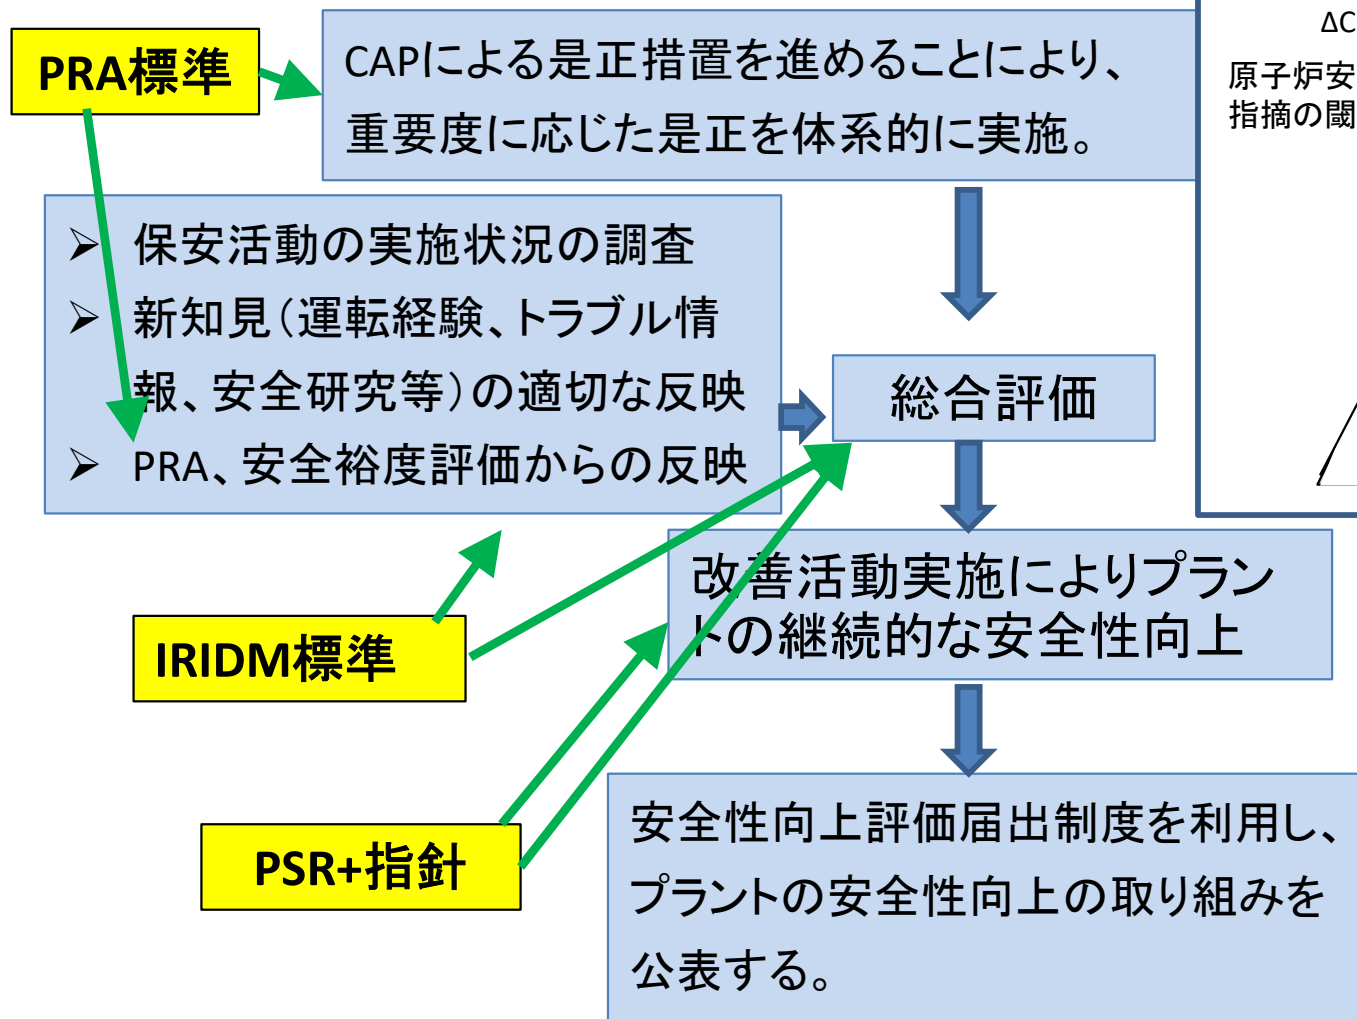 PRA標準
CAPによる是正措置を進めることにより、
重要度に応じた是正を体系的に実施。
ΔC
原子炉安
指摘の閾
➢ 保安活動の実施状況の調査
➢ 新知見（運転経験、トラブル情
報、安全研究等）の適切な反映
➢ PRA、安全裕度評価からの反映
総合評価
改善活動実施によりプラン
トの継続的な安全性向上
IRIDM標準
PSR+指針
安全性向上評価届出制度を利用し、
プラントの安全性向上の取り組みを
公表する。